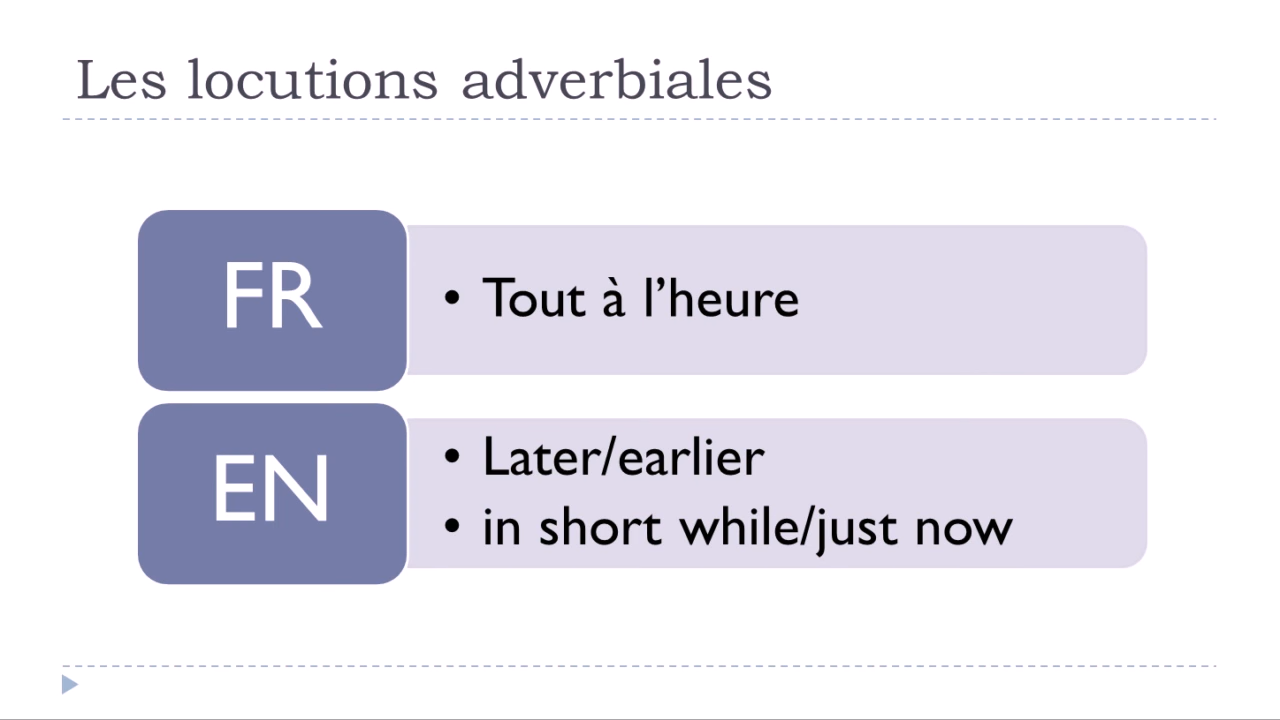 Les locutions adverbiales
FR
• Tout à l’heure
EN
• Later/earlier
• in short while/just now